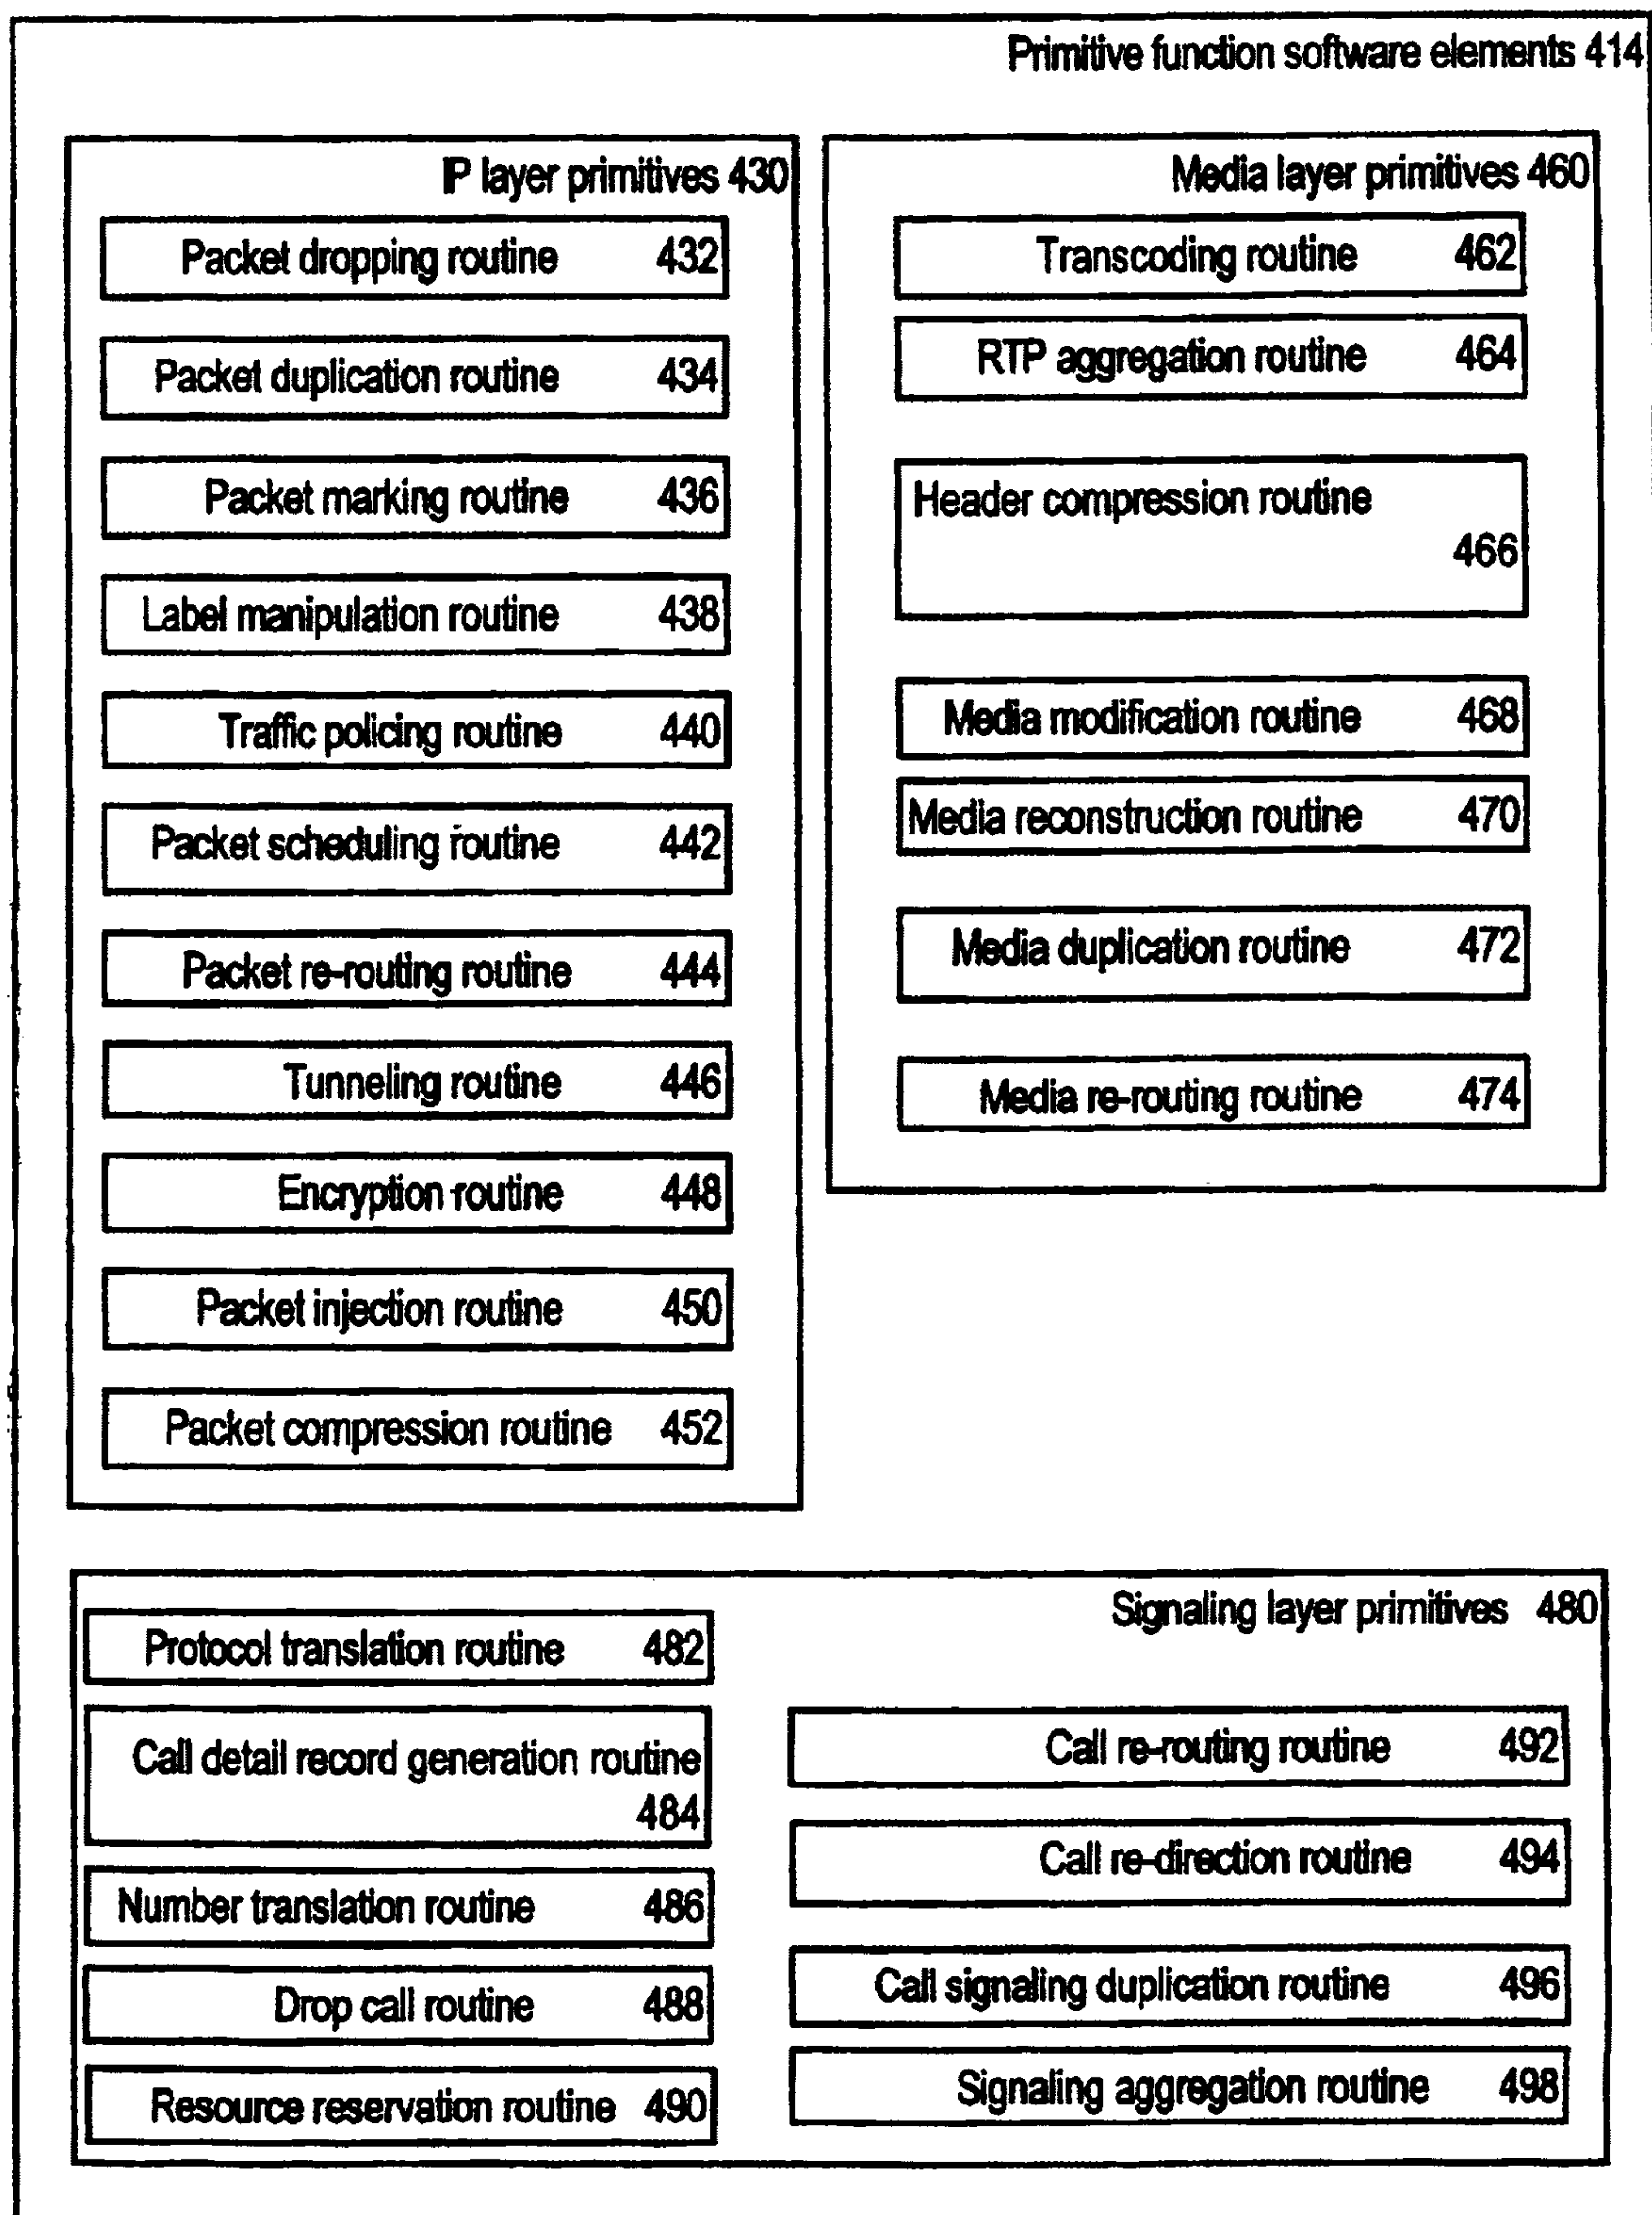 Primitive function software elements 414
IP layer primitives 430
Packet dropping routine 432
Packet duplication routine 434
Packet marking routine 436
Label manipulation routine 438
Traffic policing routine 440
Packet scheduling routine 442
Packet re-routing routine 444
Tunneling routine 446
Encryption routine 448
Packet injection routine 450
Packet compression routine 452
Media layer primitives 460
Transcoding routine 462
RTP aggregation routine 464
Header compression routine
466
Media modification routine 468
Media reconstruction routine 470
Media duplication routine 472
Media re-routing routine 474
Signaling layer primitives 480
Protocol translation routine 482
Call detail record generation routine
484
Number translation routine 486
Drop call routine 488
Resource reservation routine 490
Call re-routing routine 492
Call re-direction routine 494
Call signaling duplication routine 496
Signaling aggregation routine 498